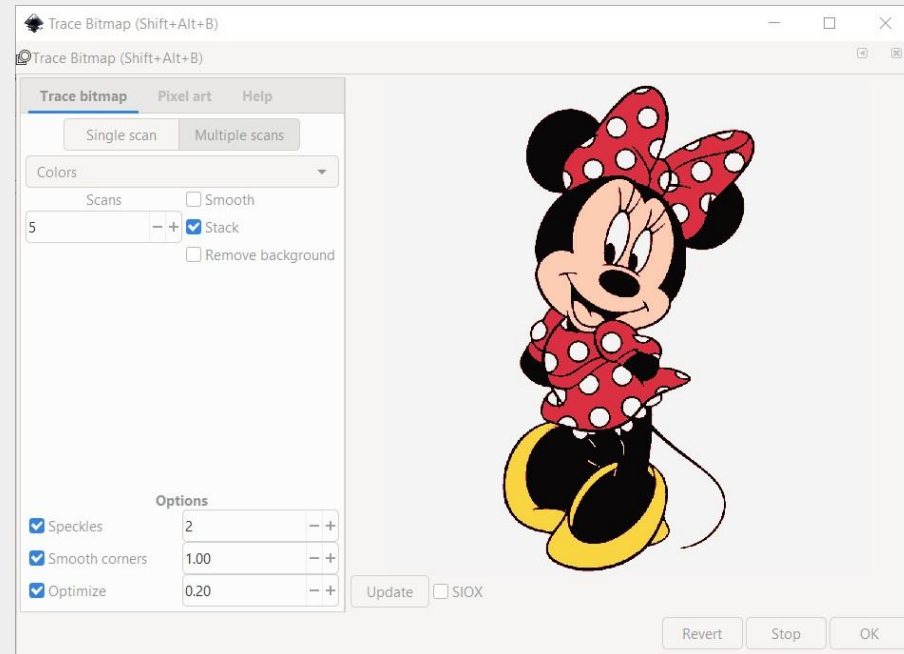 Trace Bitmap (Shift+Alt+B)
Trace Bitmap (Shift+Alt+B)
Trace bitmap Pixel art Help
Single scan Multiple scans
Colors
Scans Smooth
5 Stack
Remove background
Options
Speckles 2
Smooth corners 1.00
Optimize 0.20
Update SIOX
Revert Stop OK